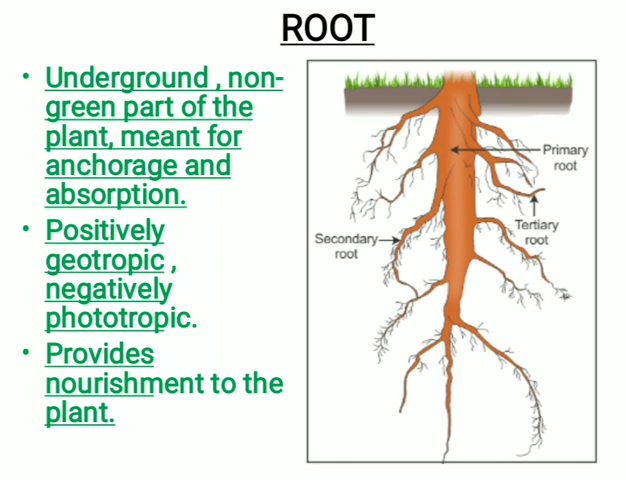 ROOT
• Underground , non-
green part of the
plant, meant for
anchorage and
absorption.
• Positively
geotropic ,
negatively
phototropic.
• Provides
nourishment to the
plant.
Primary
root
Tertiary
root
Secondary
root